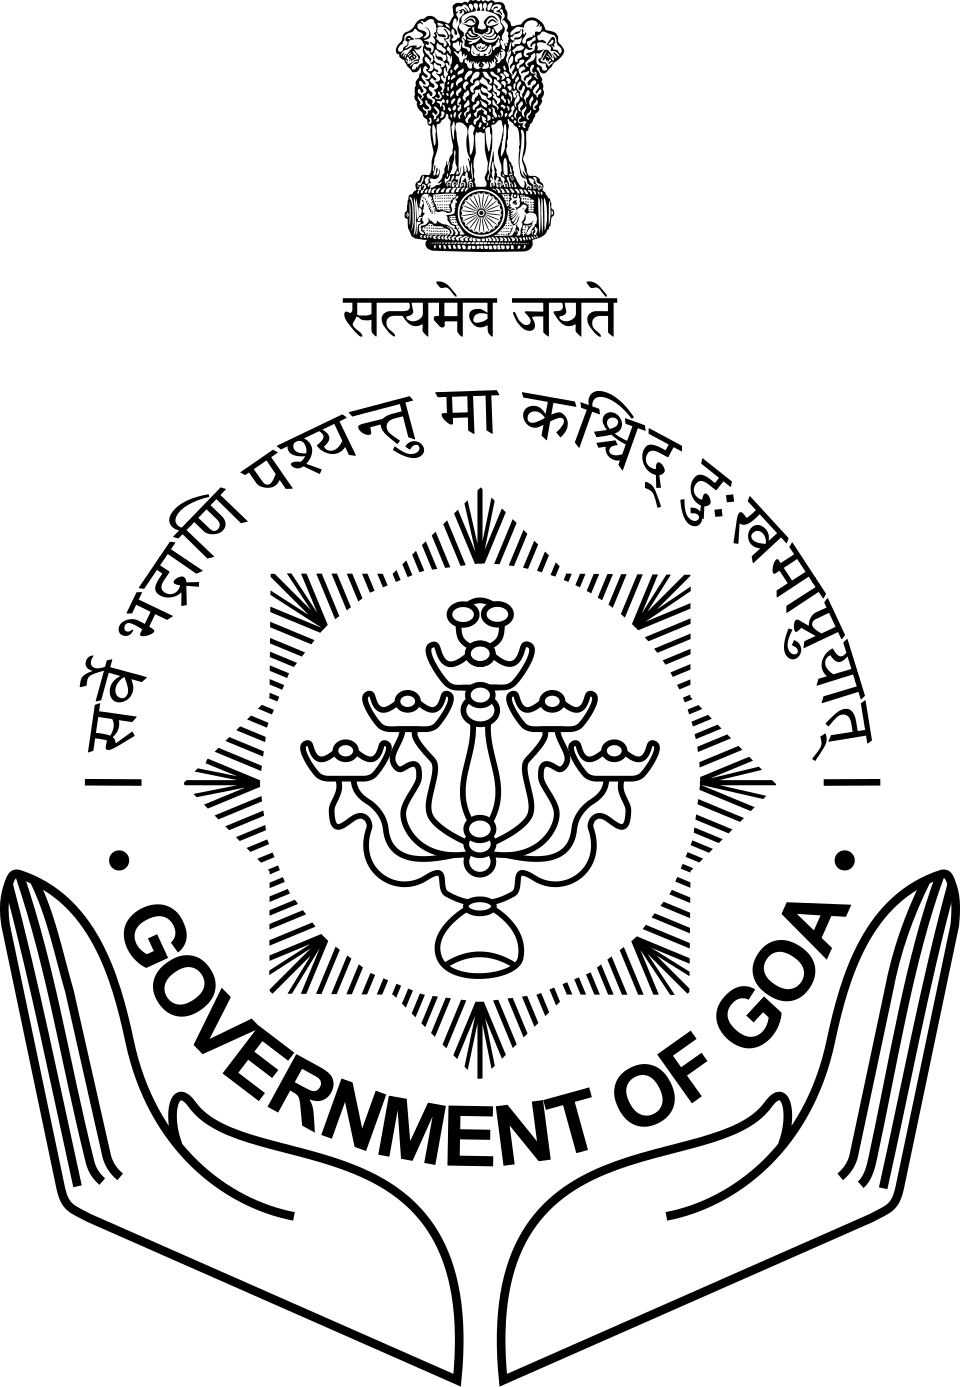 सत्यमेव जयते
। सर्वे भद्राणि पश्यन्तु मा कश्चिद् दुःखमाप्नुयात् ।
• GOVERNMENT OF GOA •